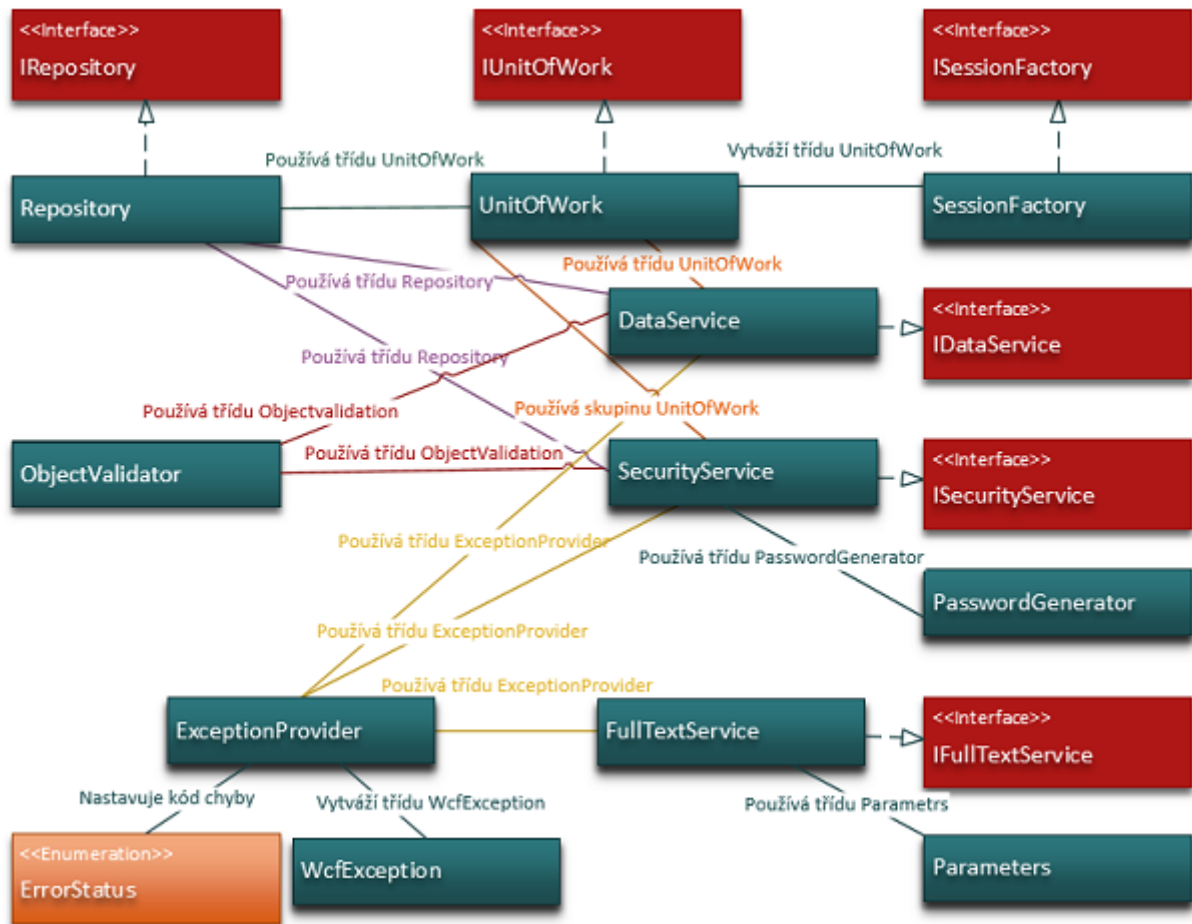 <<Interface>>
IRepository
<<Interface>>
IUnitOfWork
<<Interface>>
ISessionFactory
Používá třídu UnitOfWork
Vytváží třídu UnitOfWork
Repository
UnitOfWork
SessionFactory
Používá třídu UnitOfWork
Používá třídu Repository
DataService
<<Interface>>
IDataService
Používá třídu Repository
Používá třídu Objectvalidation
Používá skupinu UnitOfWork
Používá třídu ObjectValidation
ObjectValidator
SecurityService
<<Interface>>
ISecurityService
Používá třídu ExceptionProvider
Používá třídu PasswordGenerator
PasswordGenerator
Používá třídu ExceptionProvider
Používá třídu ExceptionProvider
ExceptionProvider
FullTextService
<<Interface>>
IFullTextService
Nastavuje kód chyby
Vytváží třídu WcfException
Používá třídu Parametrs
<<Enumeration>>
ErrorStatus
WcfException
Parameters